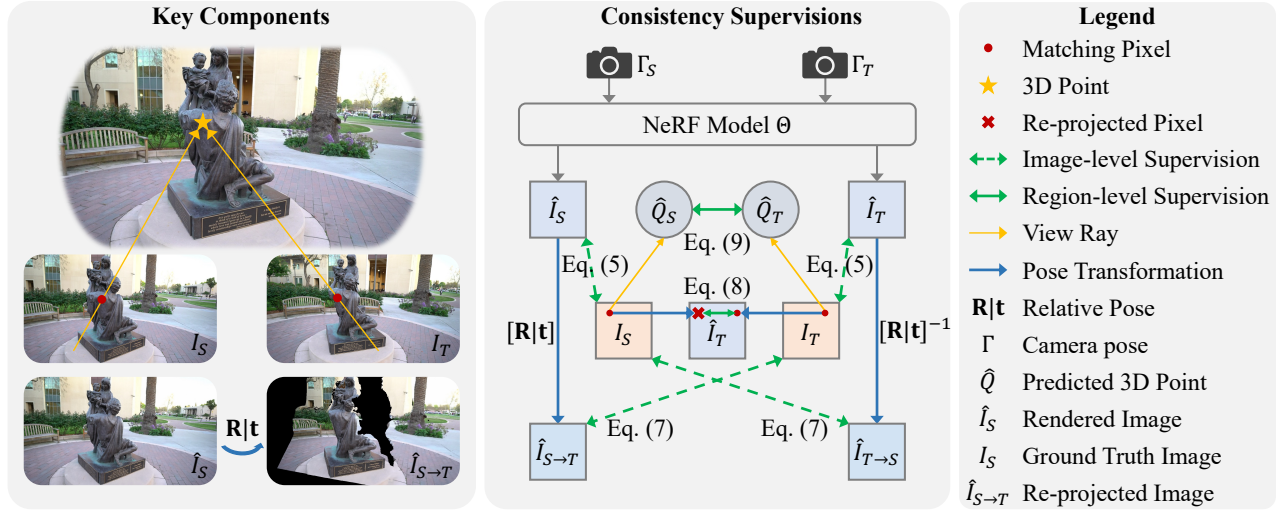 Key Components
I_S
I_T
R|t
Î_S
Î_{S→T}
Consistency Supervisions
Γ_S
Γ_T
NeRF Model Θ
Î_S
Q̂_S
Q̂_T
Î_T
Eq. (9)
Eq. (5)
Eq. (5)
Eq. (8)
[R|t]
I_S
Î_T
I_T
[R|t]⁻¹
Eq. (7)
Eq. (7)
Î_{S→T}
Î_{T→S}
Legend
Matching Pixel
3D Point
Re-projected Pixel
Image-level Supervision
Region-level Supervision
View Ray
Pose Transformation
R|t Relative Pose
Γ Camera pose
Q̂ Predicted 3D Point
Î_S Rendered Image
I_S Ground Truth Image
Î_{S→T} Re-projected Image